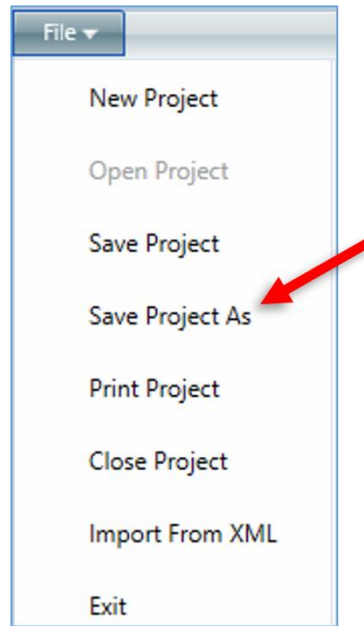 File
New Project
Open Project
Save Project
Save Project As
Print Project
Close Project
Import From XML
Exit